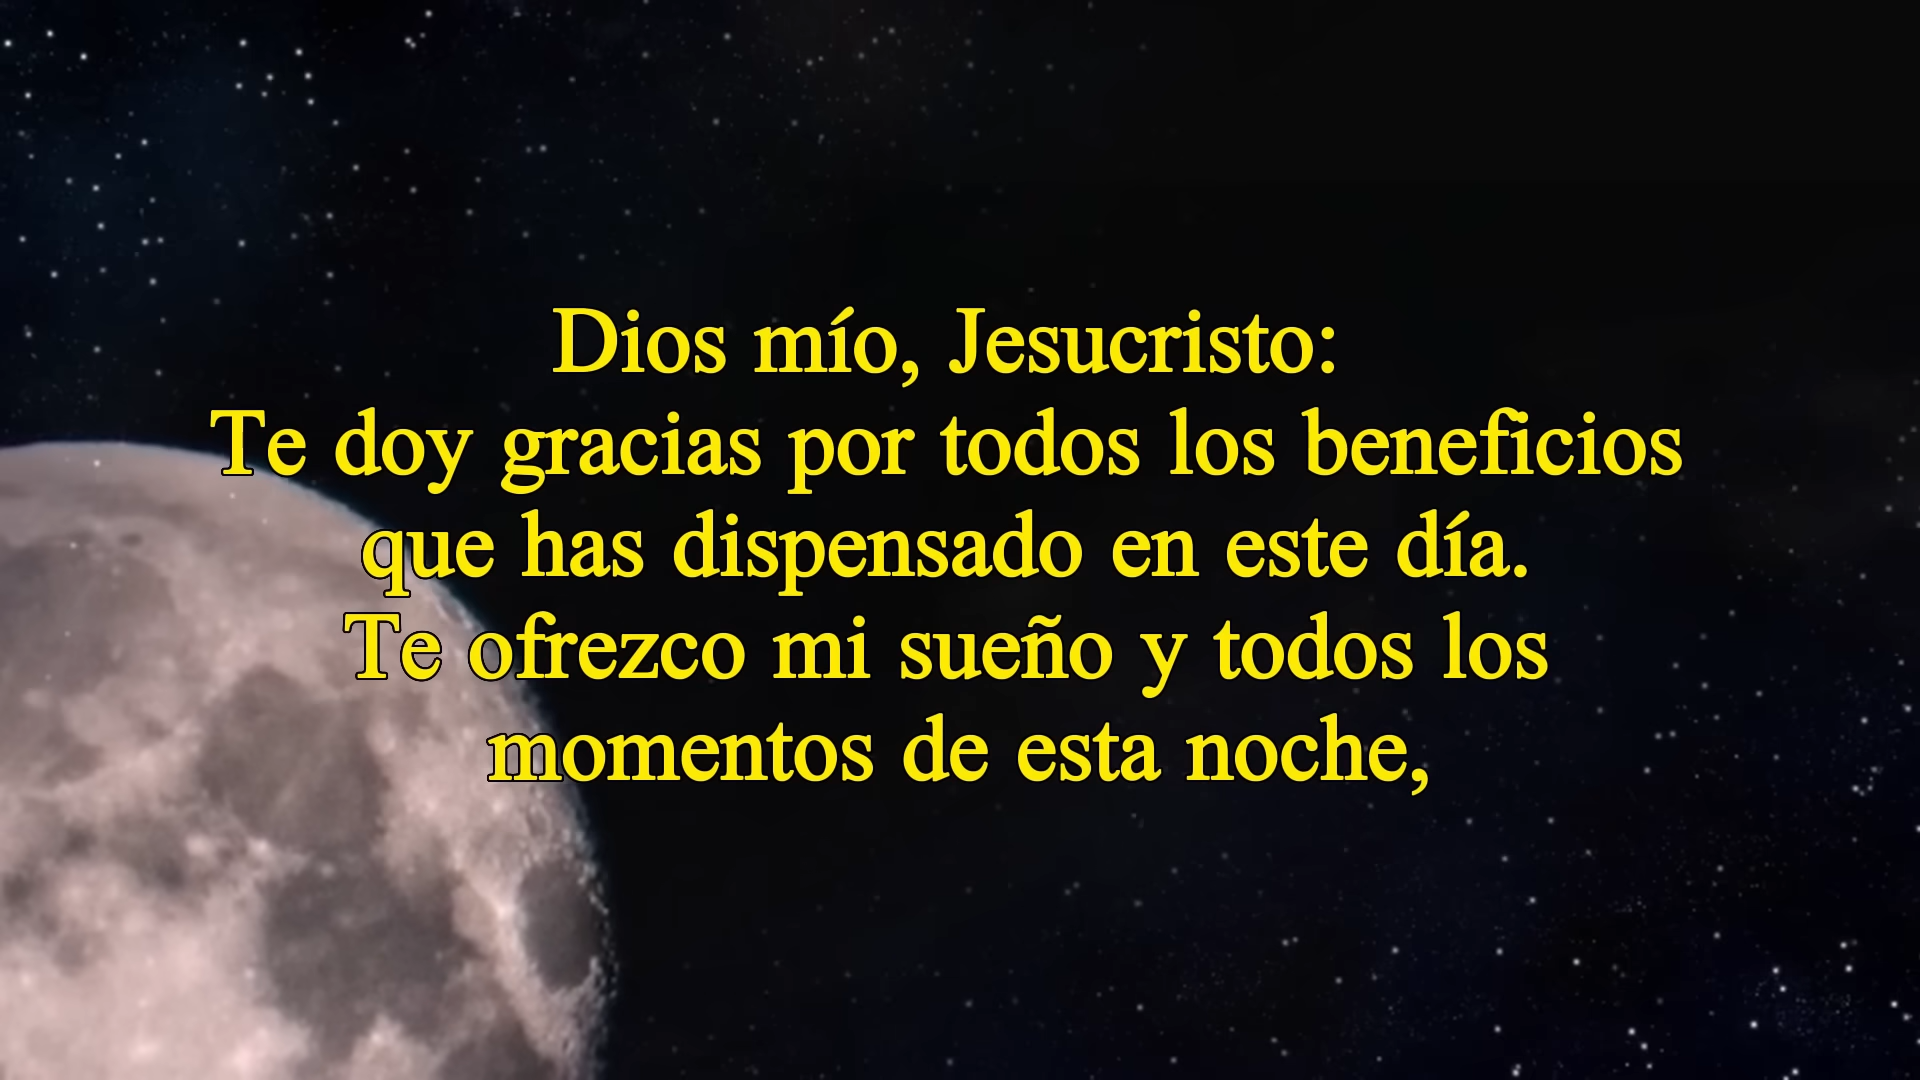 Dios mío, Jesucristo:
Te doy gracias por todos los beneficios
que has dispensado en este día.
Te ofrezco mi sueño y todos los
momentos de esta noche,